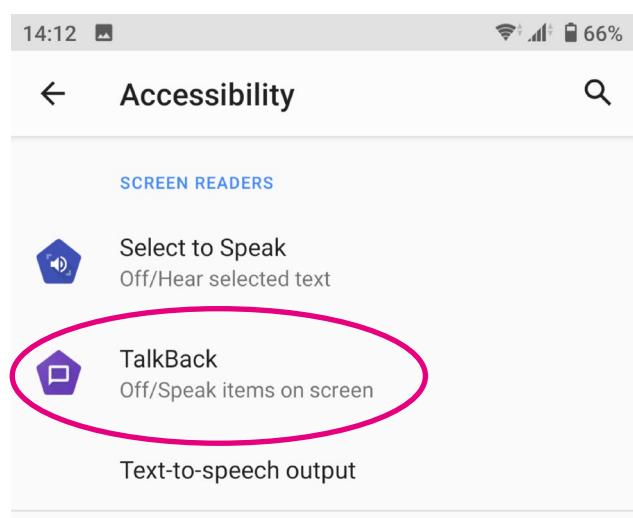 14:12 66%
Accessibility
SCREEN READERS
Select to Speak
Off/Hear selected text
TalkBack
Off/Speak items on screen
Text-to-speech output